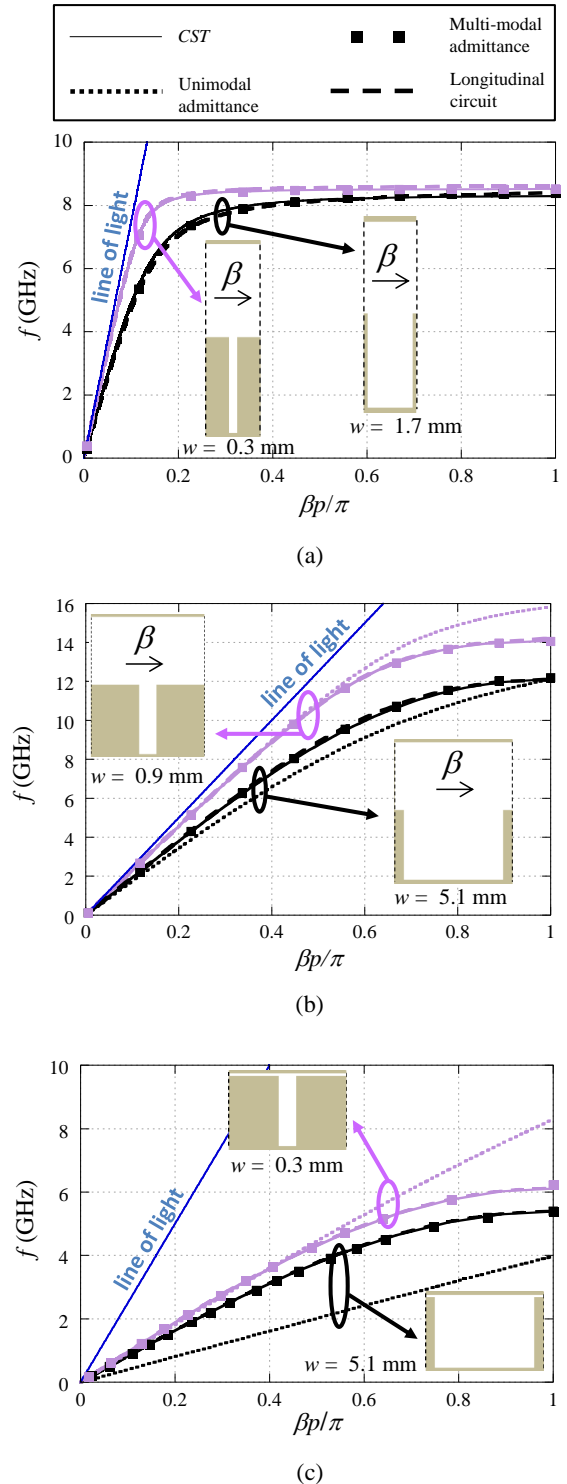 CST
Multi-modal
admittance
Unimodal
admittance
Longitudinal
circuit
10
8
6
4
2
0
f (GHz)
line of light
β
β
w = 0.3 mm
w = 1.7 mm
0
0.2
0.4
0.6
0.8
1
βp/π
(a)
16
14
12
10
8
6
4
2
0
f (GHz)
β
line of light
w = 0.9 mm
β
w = 5.1 mm
0
0.2
0.4
0.6
0.8
1
βp/π
(b)
10
8
6
4
2
0
f (GHz)
line of light
w = 0.3 mm
w = 5.1 mm
0
0.2
0.4
0.6
0.8
1
βp/π
(c)